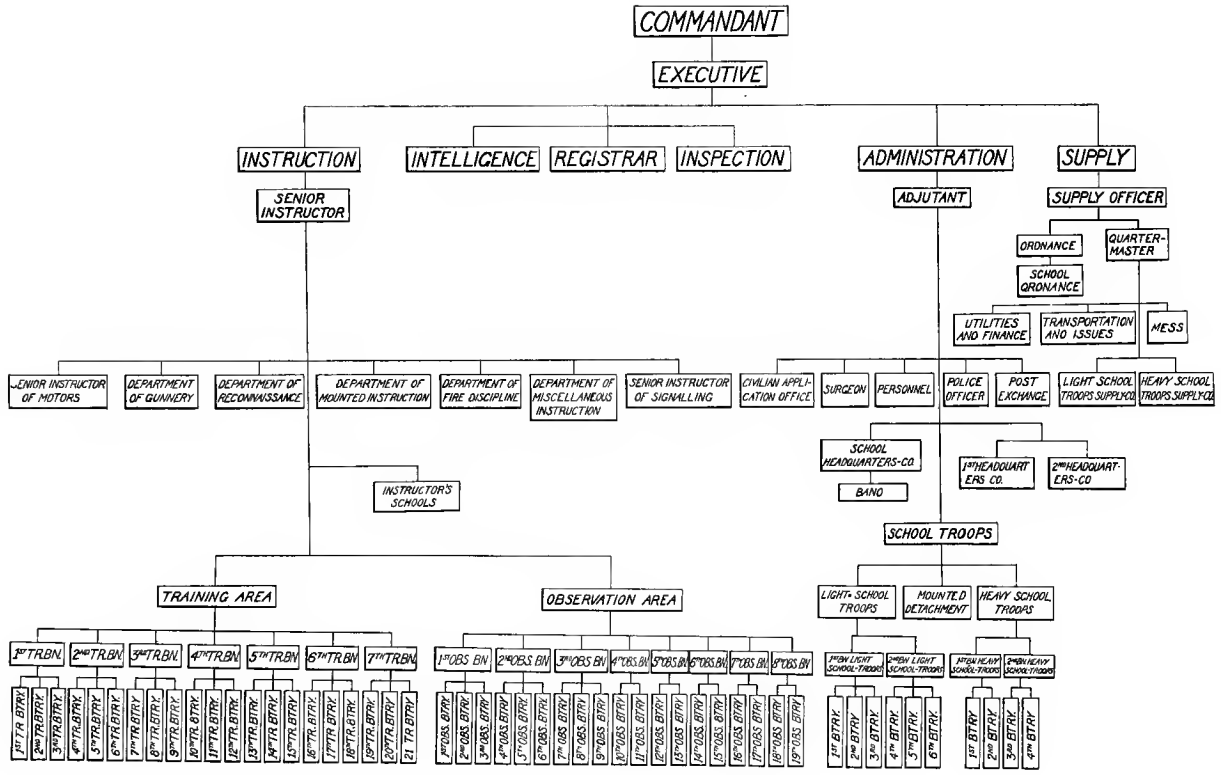 COMMANDANT
EXECUTIVE
INSTRUCTION
INTELLIGENCE
REGISTRAR
INSPECTION
ADMINISTRATION
SUPPLY
SENIOR
INSTRUCTOR
ADJUTANT
SUPPLY OFFICER
ORDNANCE
QUARTER-
MASTER
SCHOOL
ORDNANCE
UTILITIES
AND FINANCE
TRANSPORTATION
AND ISSUES
MESS
SENIOR INSTRUCTOR
OF MOTORS
DEPARTMENT
OF GUNNERY
DEPARTMENT OF
RECONNAISSANCE
DEPARTMENT OF
MOUNTED INSTRUCTION
DEPARTMENT OF
FIRE DISCIPLINE
DEPARTMENT OF
MISCELLANEOUS
INSTRUCTION
SENIOR INSTRUCTOR
OF SIGNALLING
CIVILIAN APPLI-
CATION OFFICE
SURGEON
PERSONNEL
POLICE
OFFICER
POST
EXCHANGE
LIGHT SCHOOL
TROOPS SUPPLY-CO.
HEAVY SCHOOL
TROOPS SUPPLY-CO.
SCHOOL
HEADQUARTERS-CO.
BAND
1ST HEADQUART
ERS CO.
2ND HEADQUART-
ERS-CO
INSTRUCTOR'S
SCHOOLS
SCHOOL TROOPS
TRAINING AREA
OBSERVATION AREA
LIGHT-SCHOOL
TROOPS
MOUNTED
DETACHMENT
HEAVY SCHOOL
TROOPS
1ST TR.BN.
2ND TR.BN.
3RD TR.BN.
4TH TR.BN.
5TH TR.BN.
6TH TR.BN.
7TH TR.BN.
1ST OBS. BN
2ND OBS. BN
3RD OBS. BN
4TH OBS. BN.
5TH OBS. BN.
6TH OBS. BN.
7TH OBS. BN.
8TH OBS. BN.
1ST BN LIGHT
SCHOOL-TROOPS
2ND BN LIGHT
SCHOOL-TROOPS
1ST BN. HEAVY
SCHOOL-TROOPS
2ND BN. HEAVY
SCHOOL-TROOPS
1ST TR. BTRY.
2ND TR. BTRY.
3RD TR. BTRY.
4TH TR. BTRY.
5TH TR. BTRY.
6TH TR. BTRY.
7TH TR. BTRY.
8TH TR. BTRY.
9TH TR. BTRY.
10TH TR. BTRY.
11TH TR. BTRY.
12TH TR. BTRY.
13TH TR. BTRY.
14TH TR. BTRY.
15TH TR. BTRY.
16TH TR. BTRY.
17TH TR. BTRY.
18TH TR. BTRY.
19TH TR. BTRY.
20TH TR. BTRY.
21 TR. BTRY.
1ST OBS. BTRY.
2ND OBS. BTRY.
3RD OBS. BTRY.
4TH OBS. BTRY.
5TH OBS. BTRY.
6TH OBS. BTRY.
7TH OBS. BTRY.
8TH OBS. BTRY.
9TH OBS. BTRY.
10TH OBS. BTRY.
11TH OBS. BTRY.
12TH OBS. BTRY.
13TH OBS. BTRY.
14TH OBS. BTRY.
15TH OBS. BTRY.
16TH OBS. BTRY.
17TH OBS. BTRY.
18TH OBS. BTRY.
19TH OBS. BTRY.
1ST BTRY.
2ND BTRY.
3RD BTRY.
4TH BTRY.
5TH BTRY.
6TH BTRY.
1ST BTRY
2ND BTRY
3RD BTRY
4TH BTRY